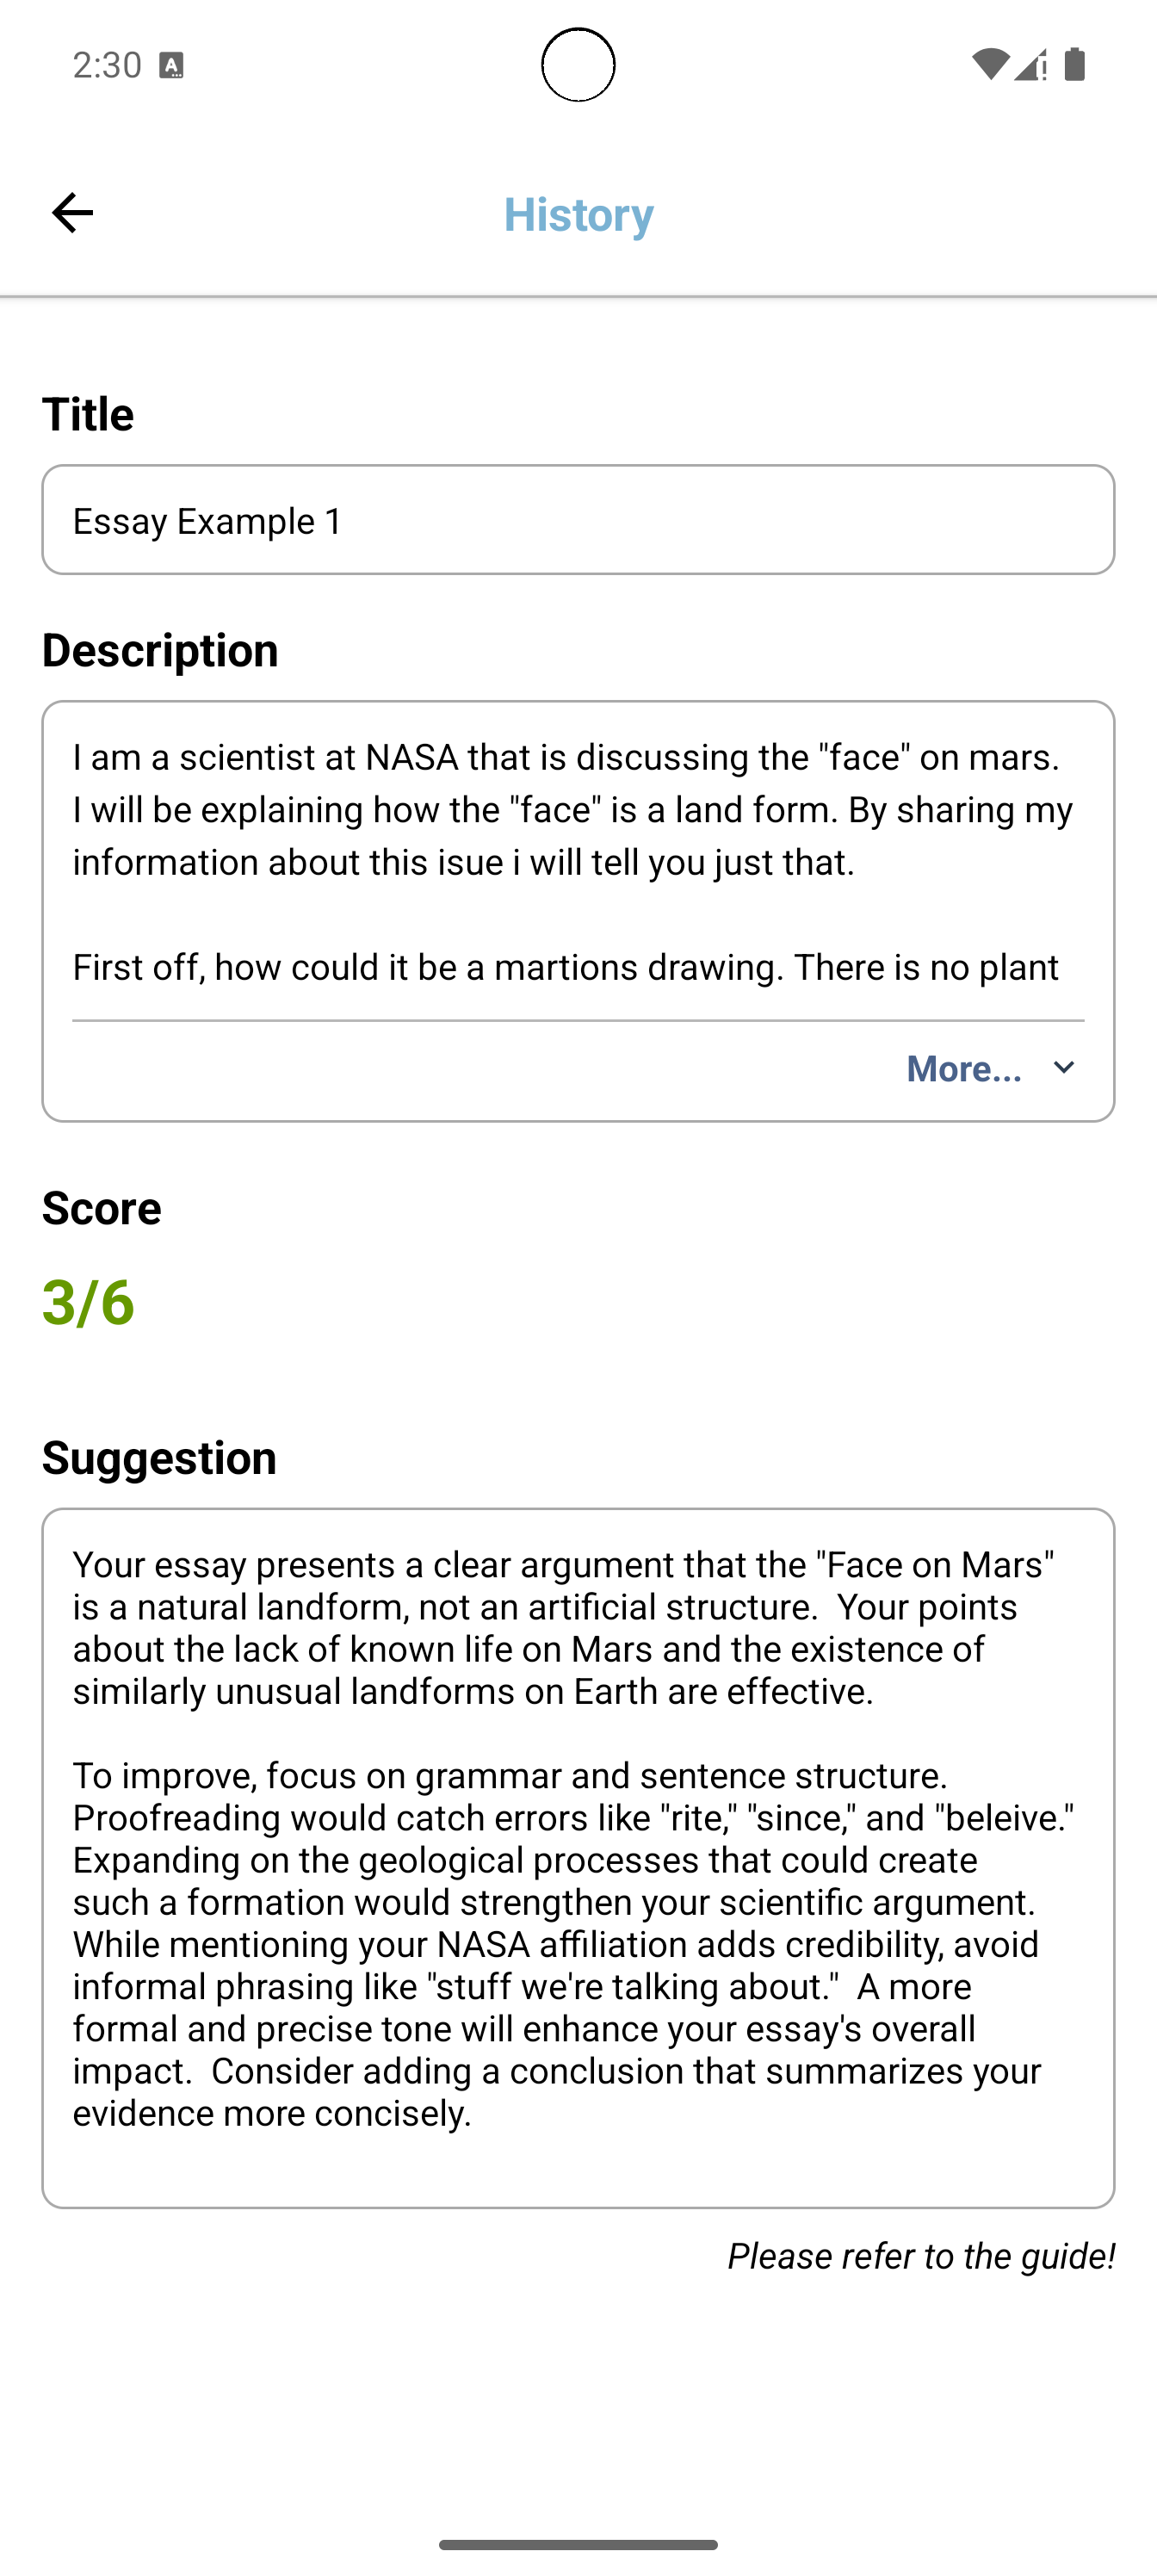 2:30
History
Title
Essay Example 1
Description
I am a scientist at NASA that is discussing the "face" on mars.
I will be explaining how the "face" is a land form. By sharing my
information about this isue i will tell you just that.
First off, how could it be a martions drawing. There is no plant
More...
Score
3/6
Suggestion
Your essay presents a clear argument that the "Face on Mars"
is a natural landform, not an artificial structure.  Your points
about the lack of known life on Mars and the existence of
similarly unusual landforms on Earth are effective.
To improve, focus on grammar and sentence structure.
Proofreading would catch errors like "rite," "since," and "beleive."
Expanding on the geological processes that could create
such a formation would strengthen your scientific argument.
While mentioning your NASA affiliation adds credibility, avoid
informal phrasing like "stuff we're talking about."  A more
formal and precise tone will enhance your essay's overall
impact.  Consider adding a conclusion that summarizes your
evidence more concisely.
Please refer to the guide!